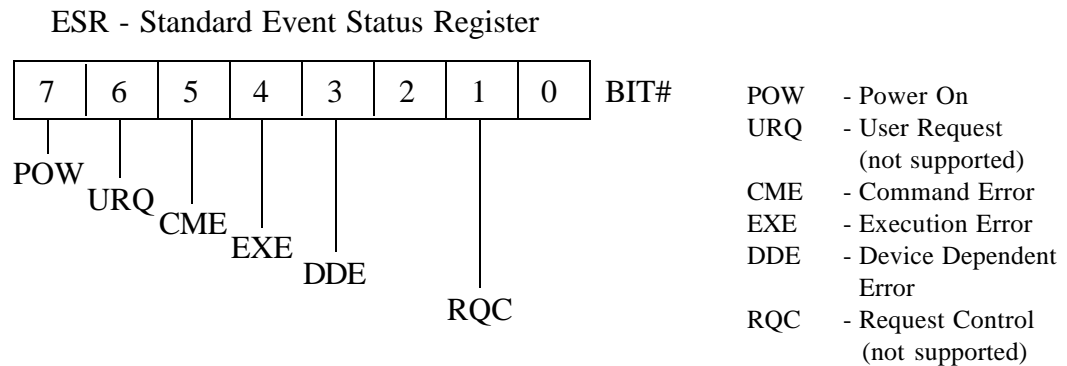 ESR - Standard Event Status Register
7 6 5 4 3 2 1 0 BIT#
POW
URQ
CME
EXE
DDE
RQC
POW - Power On
URQ - User Request
(not supported)
CME - Command Error
EXE - Execution Error
DDE - Device Dependent
Error
RQC - Request Control
(not supported)